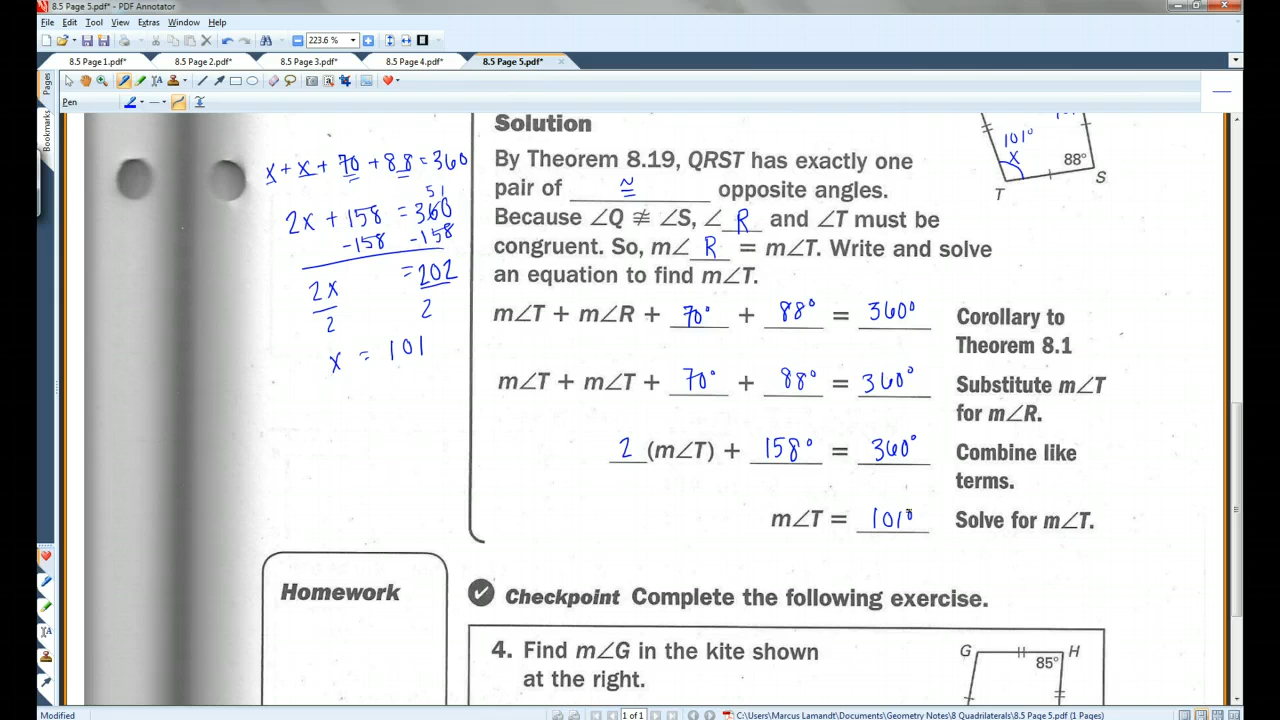 8.5 Page 5.pdf* - PDF Annotator
File Edit Tool View Extras Window Help
223.6 %
8.5 Page 1.pdf* 8.5 Page 2.pdf* 8.5 Page 3.pdf* 8.5 Page 4.pdf* 8.5 Page 5.pdf*
Pages
Bookmarks
Pen
Solution
By Theorem 8.19, QRST has exactly one
pair of ≅ opposite angles.
Because ∠Q ≇ ∠S, ∠ R and ∠T must be
congruent. So, m∠ R = m∠T. Write and solve
an equation to find m∠T.
m∠T + m∠R + 70° + 88° = 360° Corollary to
Theorem 8.1
m∠T + m∠T + 70° + 88° = 360° Substitute m∠T
for m∠R.
2 (m∠T) + 158° = 360° Combine like
terms.
m∠T = 101° Solve for m∠T.
x + x + 70 + 88 = 360
51
2x + 158 = 360
-158 -158
2x = 202
2 2
x = 101
101°
x
88°
T
S
Homework
Checkpoint Complete the following exercise.
4. Find m∠G in the kite shown
at the right.
G H
85°
Modified
1 of 1
C:\Users\Marcus Lamandt\Documents\Geometry Notes\8 Quadrilaterals\8.5 Page 5.pdf (1 Pages)